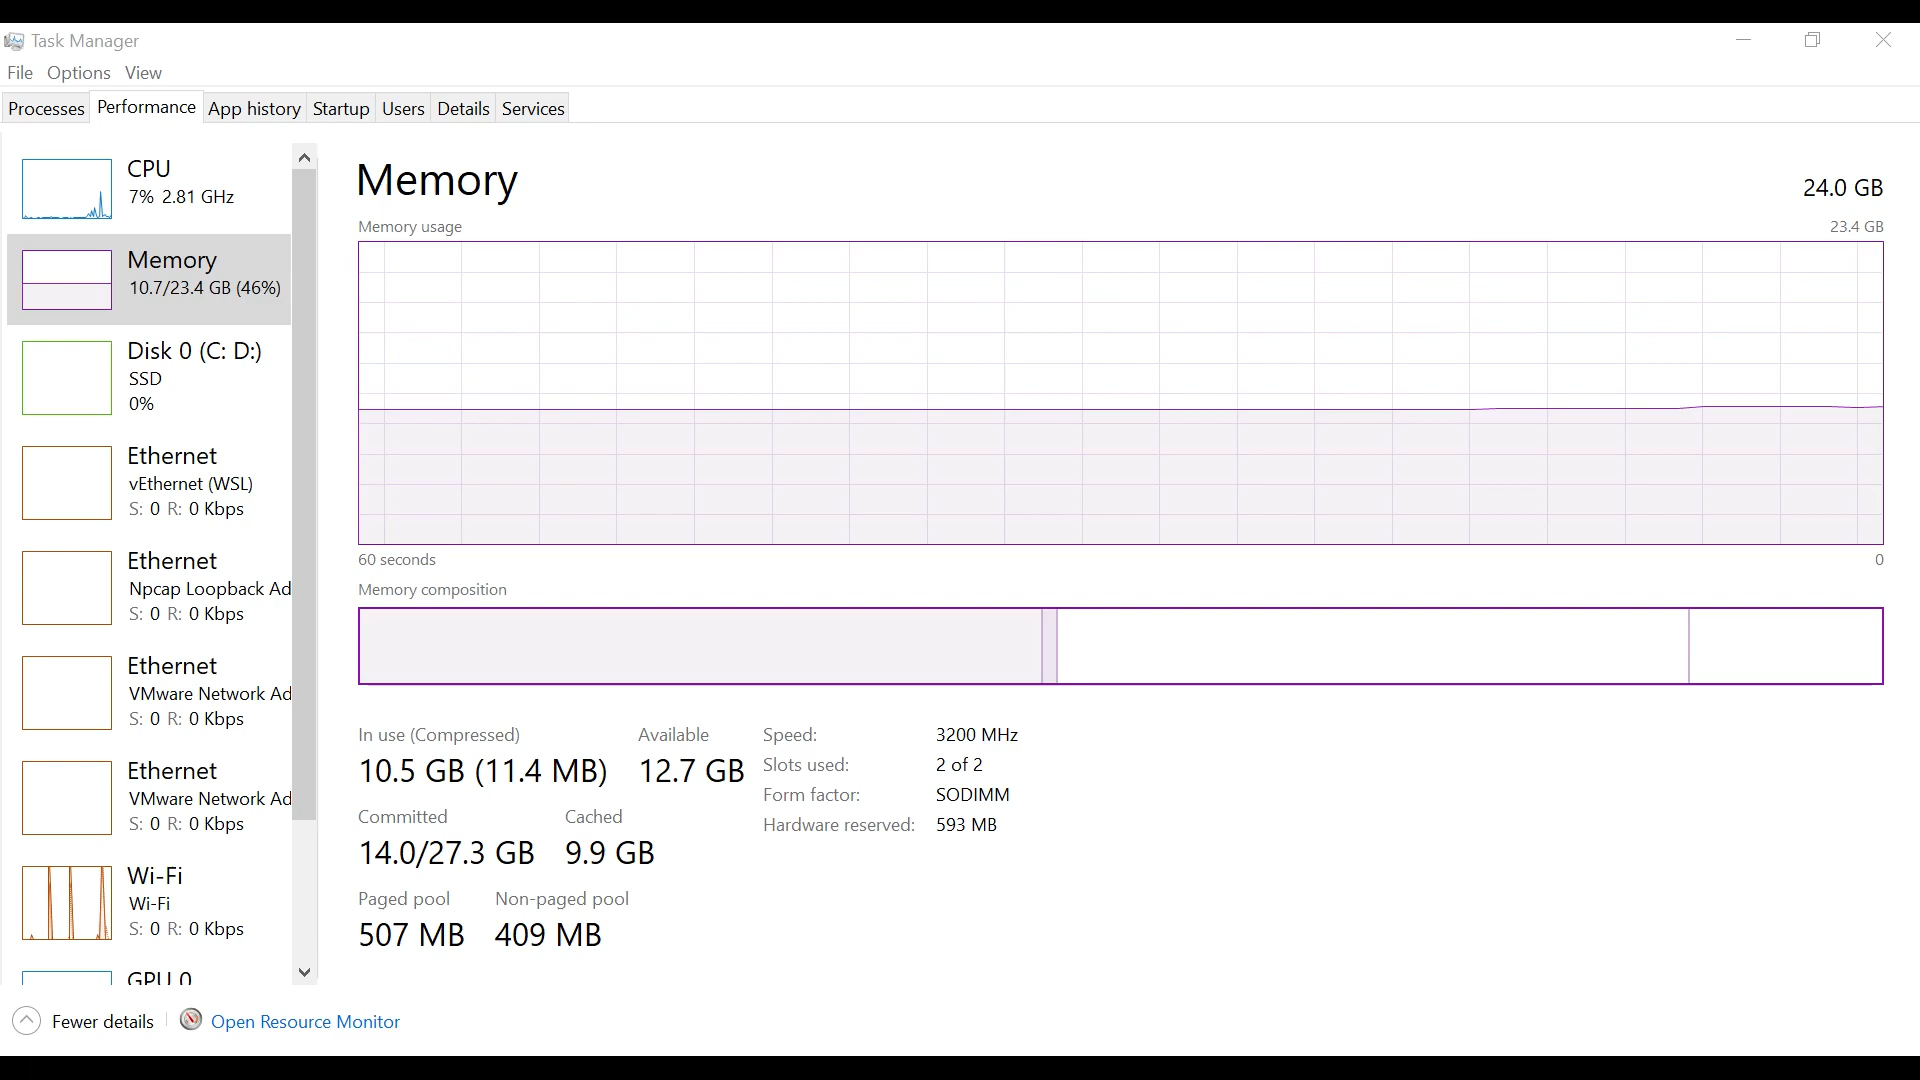 Task Manager
File Options View
Processes Performance App history Startup Users Details Services
CPU
7% 2.81 GHz
Memory
10.7/23.4 GB (46%)
Disk 0 (C: D:)
SSD
0%
Ethernet
vEthernet (WSL)
S: 0 R: 0 Kbps
Ethernet
Npcap Loopback Ad
S: 0 R: 0 Kbps
Ethernet
VMware Network Ad
S: 0 R: 0 Kbps
Ethernet
VMware Network Ad
S: 0 R: 0 Kbps
Wi-Fi
Wi-Fi
S: 0 R: 0 Kbps
GPU 0
Memory 24.0 GB
Memory usage 23.4 GB
60 seconds 0
Memory composition
In use (Compressed) Available
10.5 GB (11.4 MB) 12.7 GB
Committed Cached
14.0/27.3 GB 9.9 GB
Paged pool Non-paged pool
507 MB 409 MB
Speed: 3200 MHz
Slots used: 2 of 2
Form factor: SODIMM
Hardware reserved: 593 MB
Fewer details Open Resource Monitor